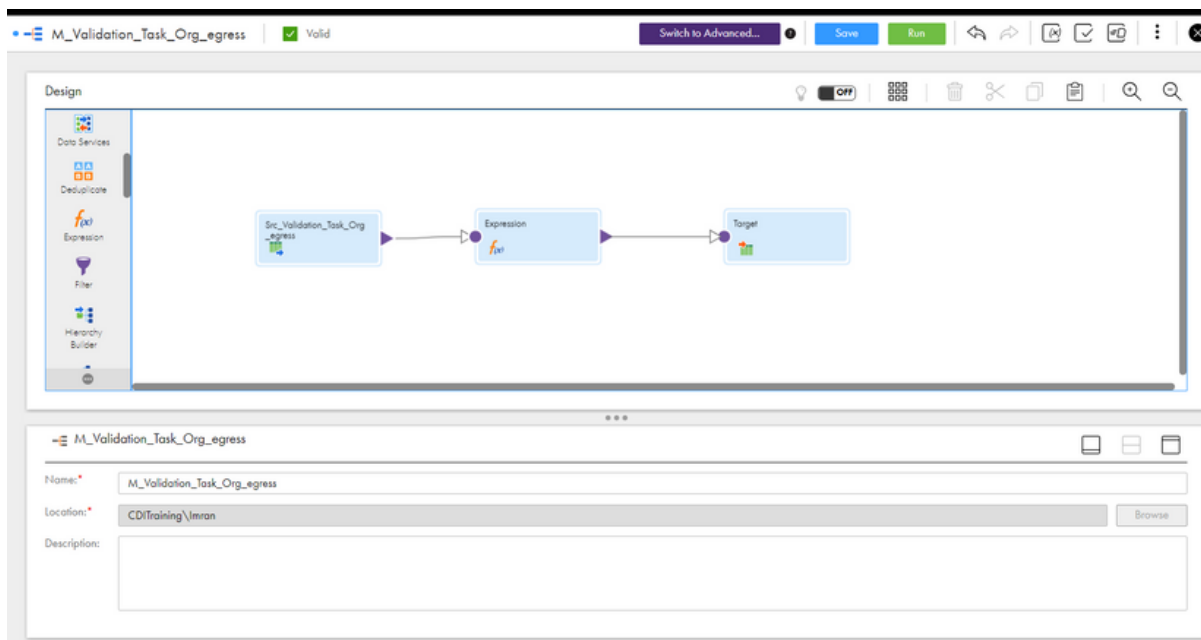 M_Validation_Task_Org_egress
Valid
Switch to Advanced...
Save
Run
Design
OFF
Data Services
Deduplicate
f(x)
Expression
Filter
Hierarchy
Builder
Src_Validation_Task_Org
_egress
Expression
f(x)
Target
M_Validation_Task_Org_egress
Name:*
M_Validation_Task_Org_egress
Location:*
CDITraining\Imran
Browse
Description: